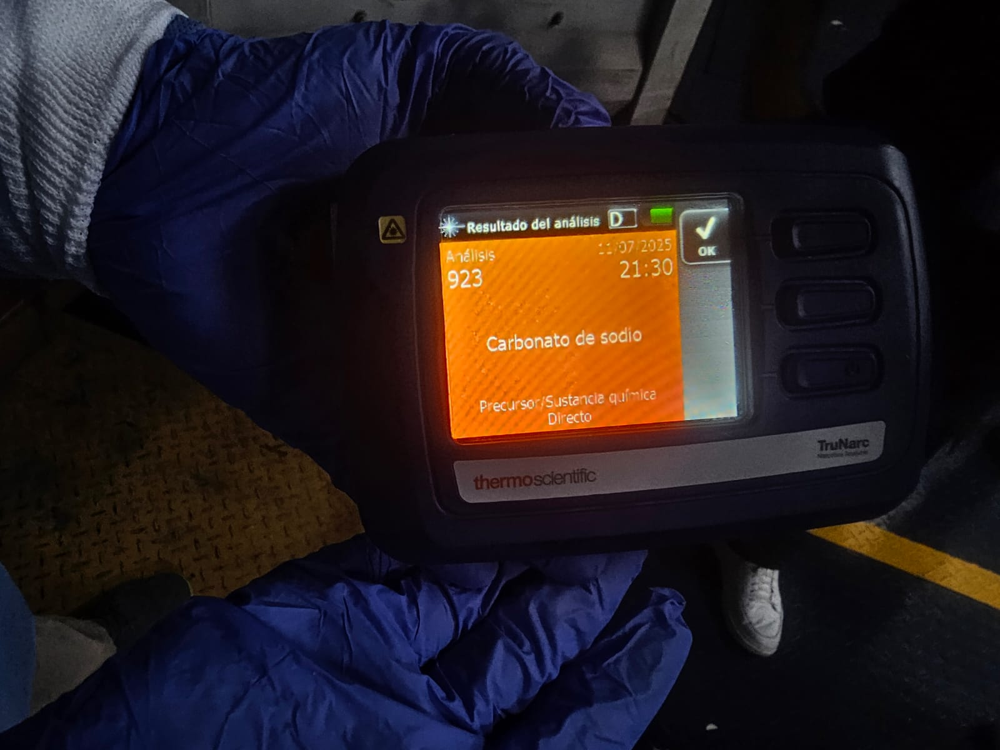 Resultado del análisis D
OK
Análisis 11/07/2025
923 21:30
Carbonato de sodio
Precursor/Sustancia química
Directo
TruNarc
thermoscientific